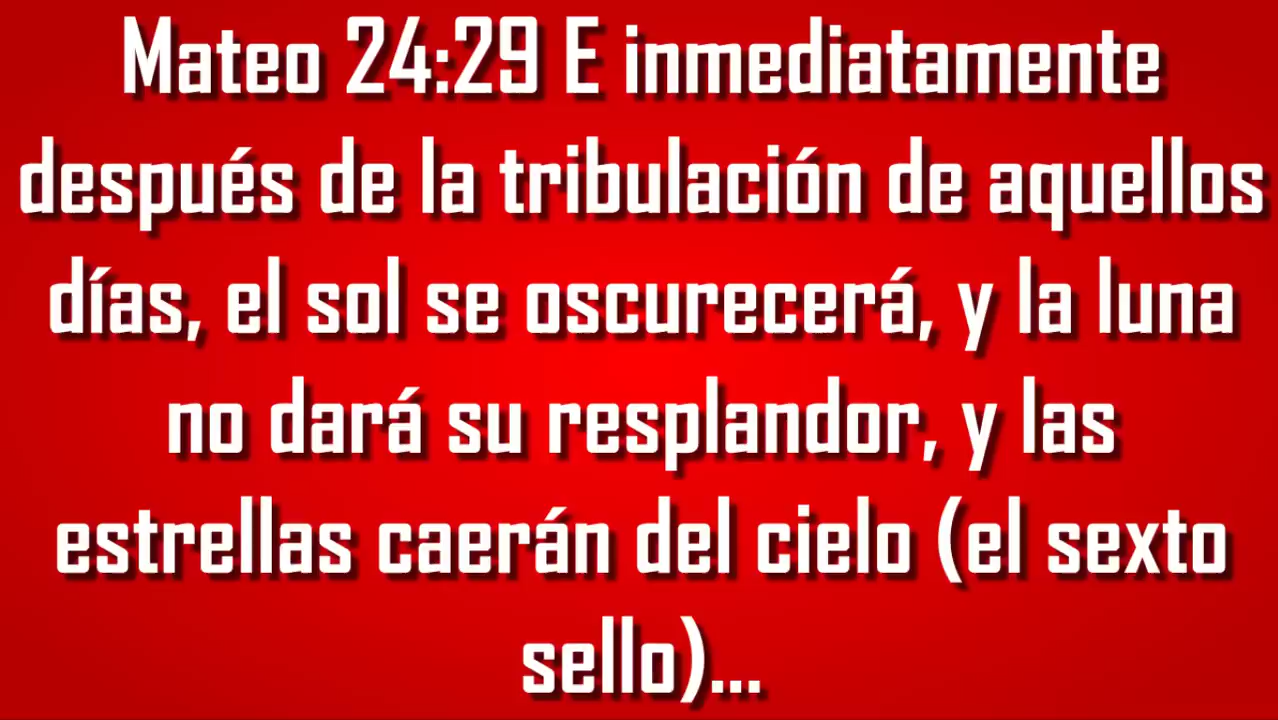 Mateo 24:29 E inmediatamente
después de la tribulación de aquellos
días, el sol se oscurecerá, y la luna
no dará su resplandor, y las
estrellas caerán del cielo (el sexto
sello)...